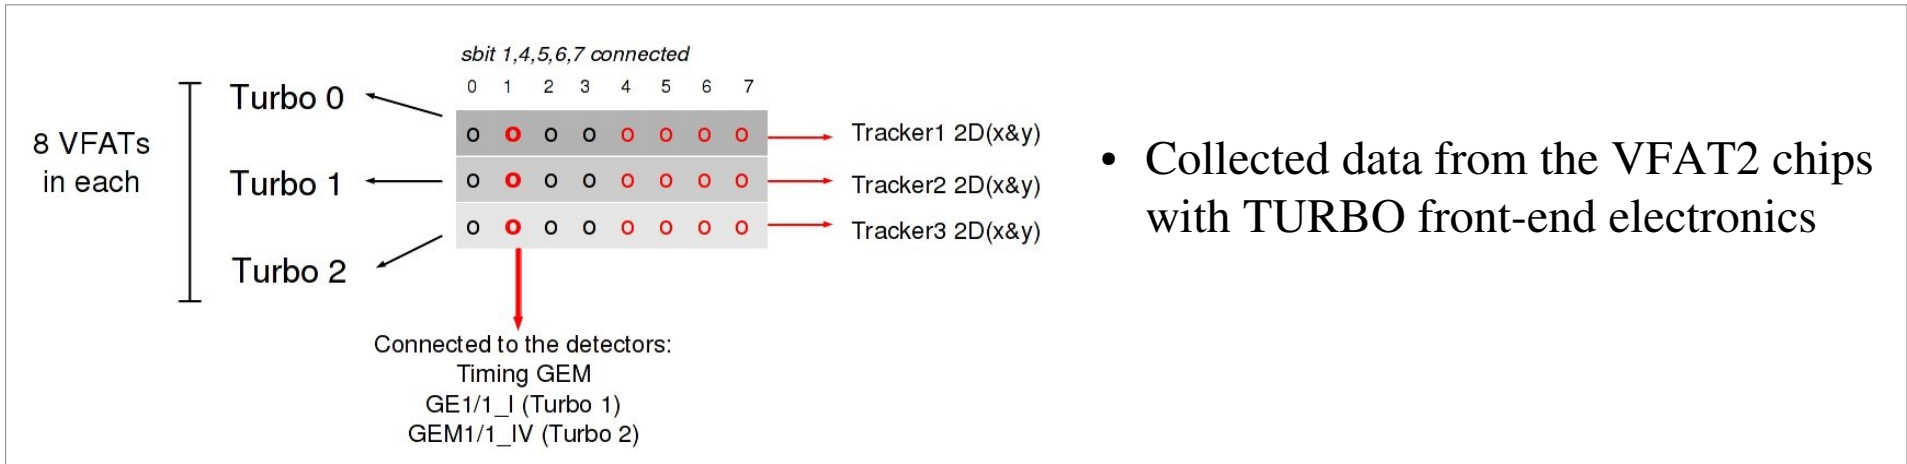 sbit 1,4,5,6,7 connected
0 1 2 3 4 5 6 7
8 VFATs
in each
Turbo 0
Turbo 1
Turbo 2
o o o o o o o o
o o o o o o o o
o o o o o o o o
Tracker1 2D(x&y)
Tracker2 2D(x&y)
Tracker3 2D(x&y)
Connected to the detectors:
Timing GEM
GE1/1_I (Turbo 1)
GEM1/1_IV (Turbo 2)
• Collected data from the VFAT2 chips
with TURBO front-end electronics